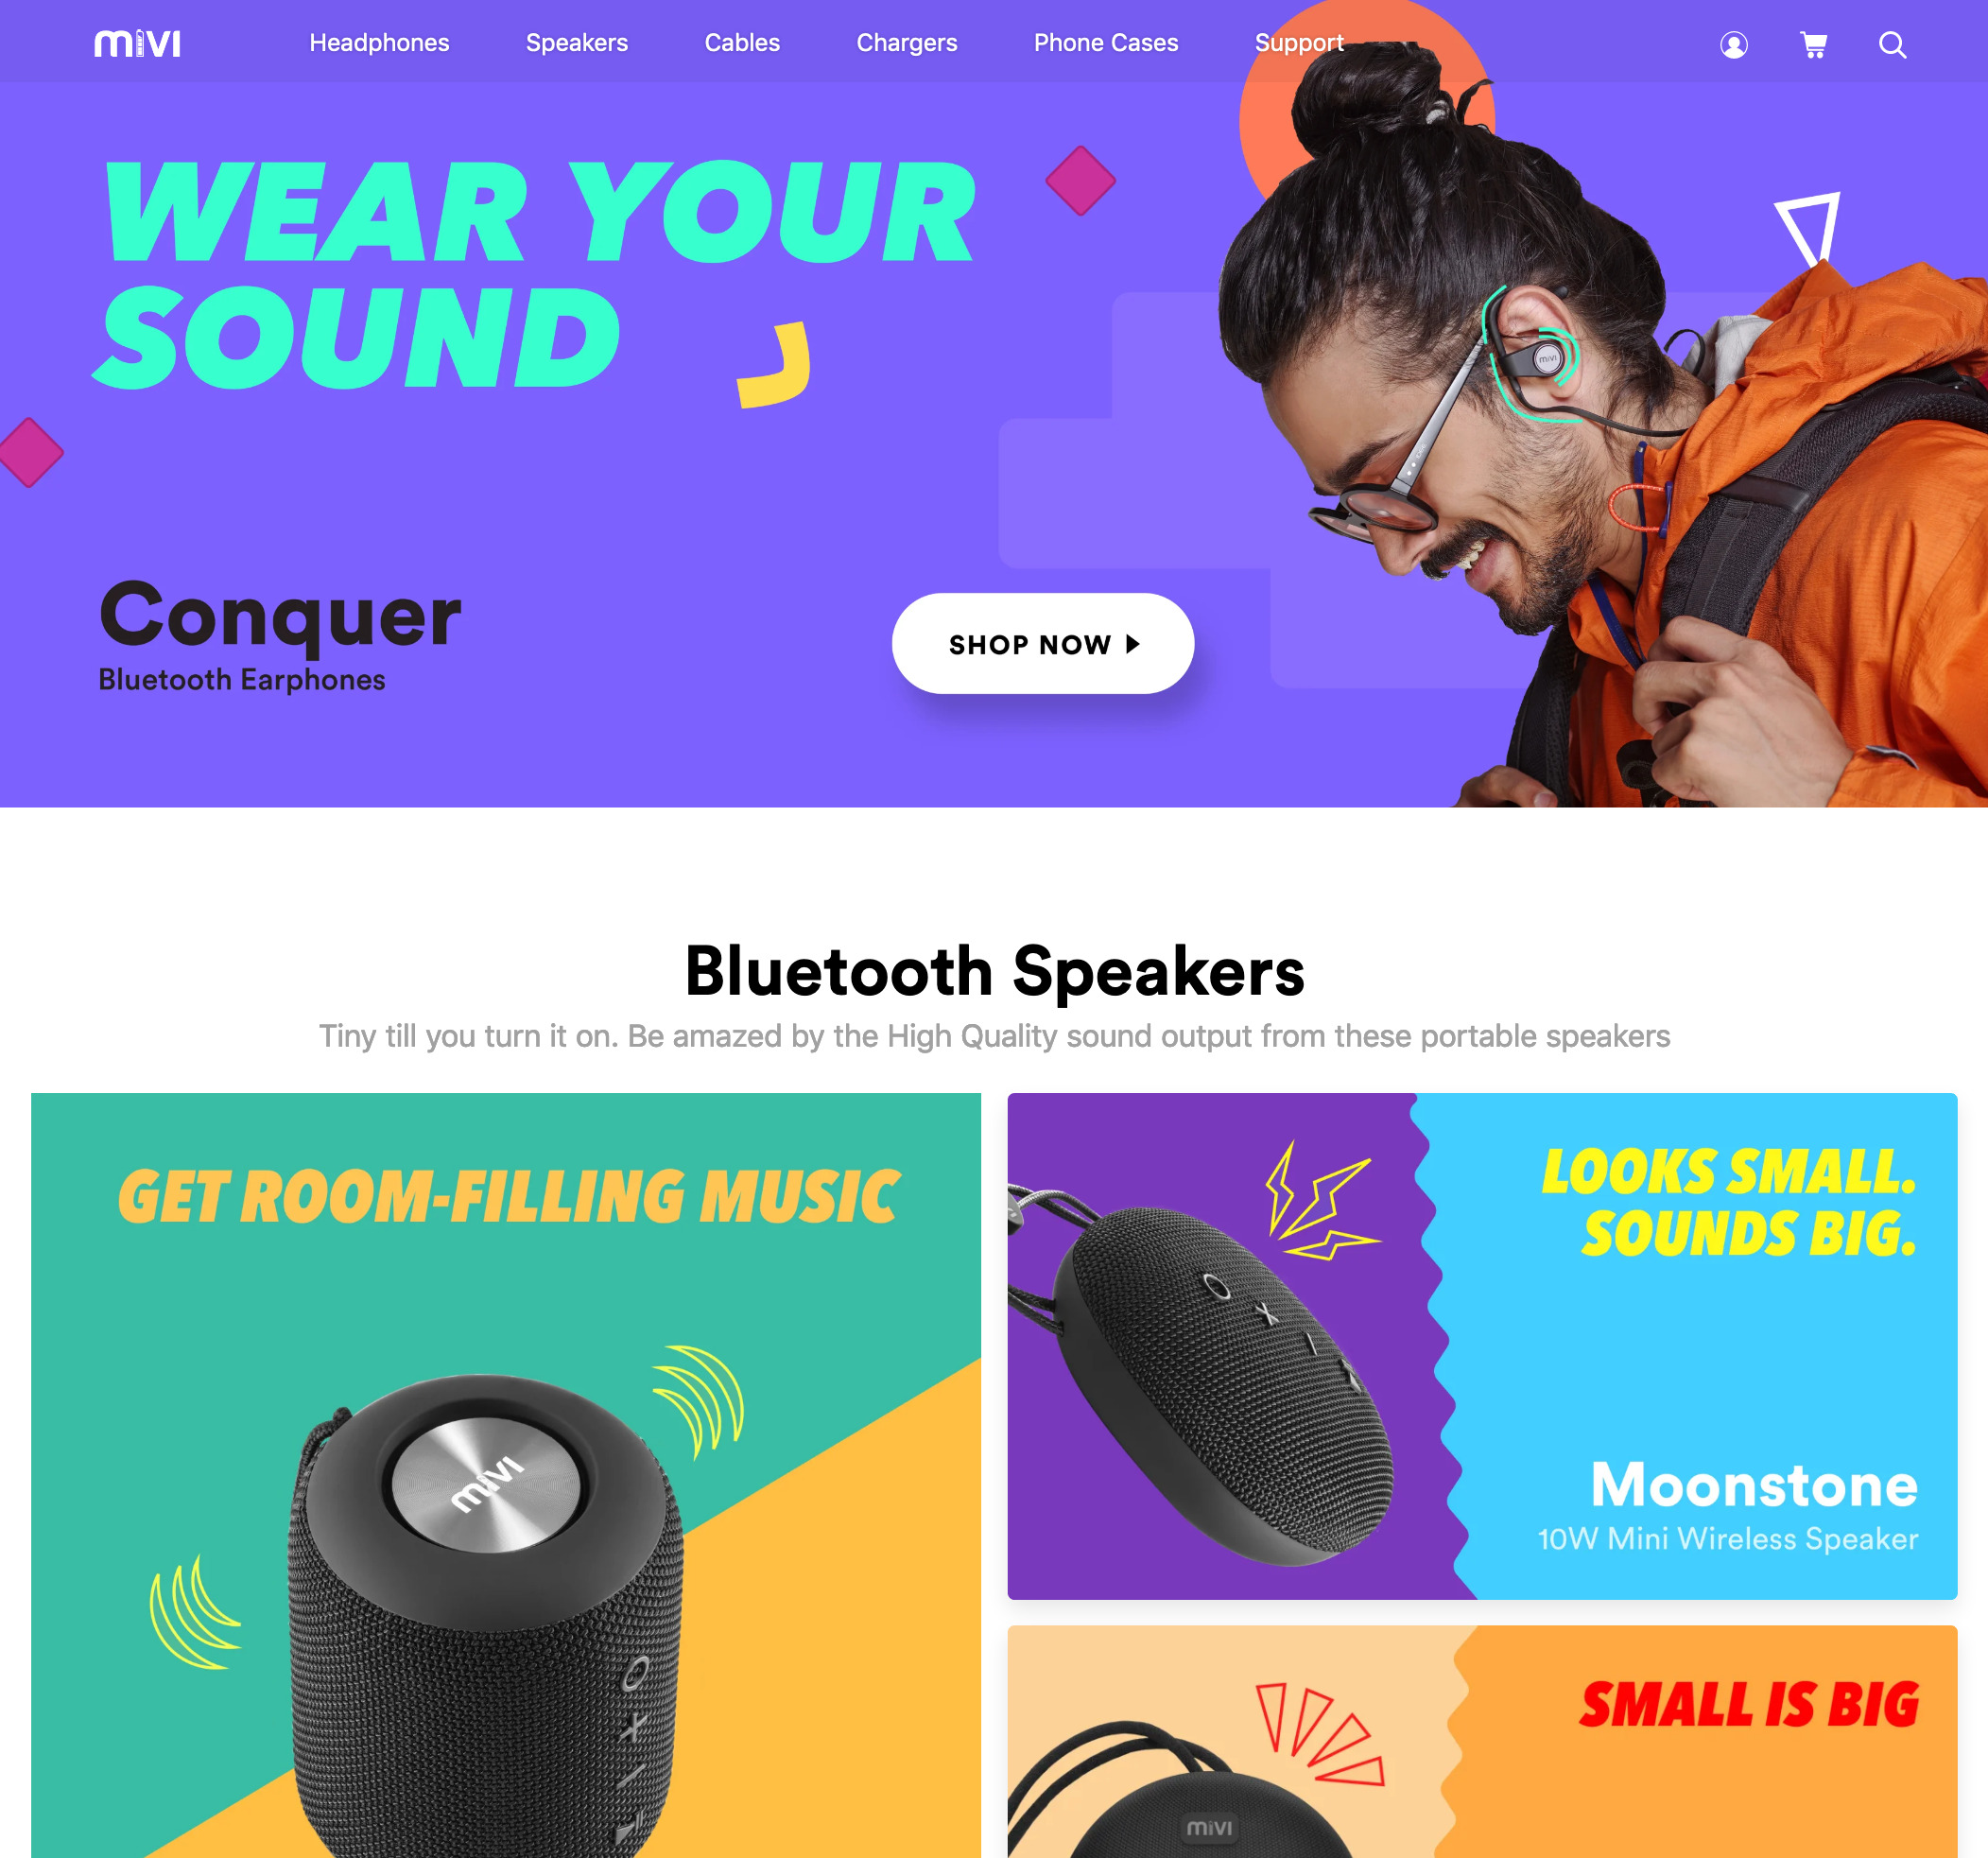 mivi
Headphones Speakers Cables Chargers Phone Cases Support
WEAR YOUR
SOUND
mivi
Conquer
Bluetooth Earphones
SHOP NOW
Bluetooth Speakers
Tiny till you turn it on. Be amazed by the High Quality sound output from these portable speakers
GET ROOM-FILLING MUSIC
mivi
LOOKS SMALL.
SOUNDS BIG.
Moonstone
10W Mini Wireless Speaker
SMALL IS BIG
mivi